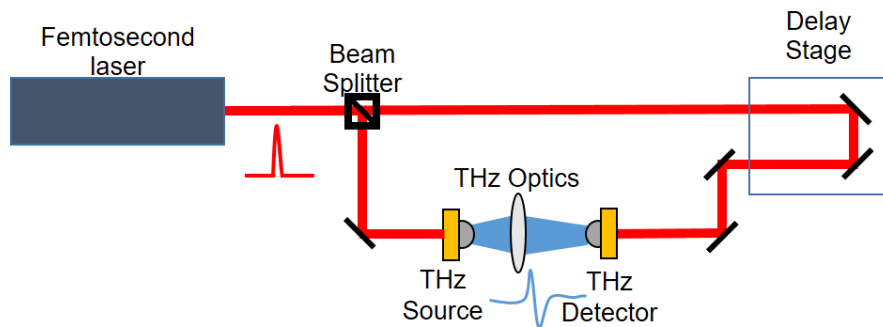 Femtosecond
laser
Beam
Splitter
Delay
Stage
THz Optics
THz
Source
THz
Detector